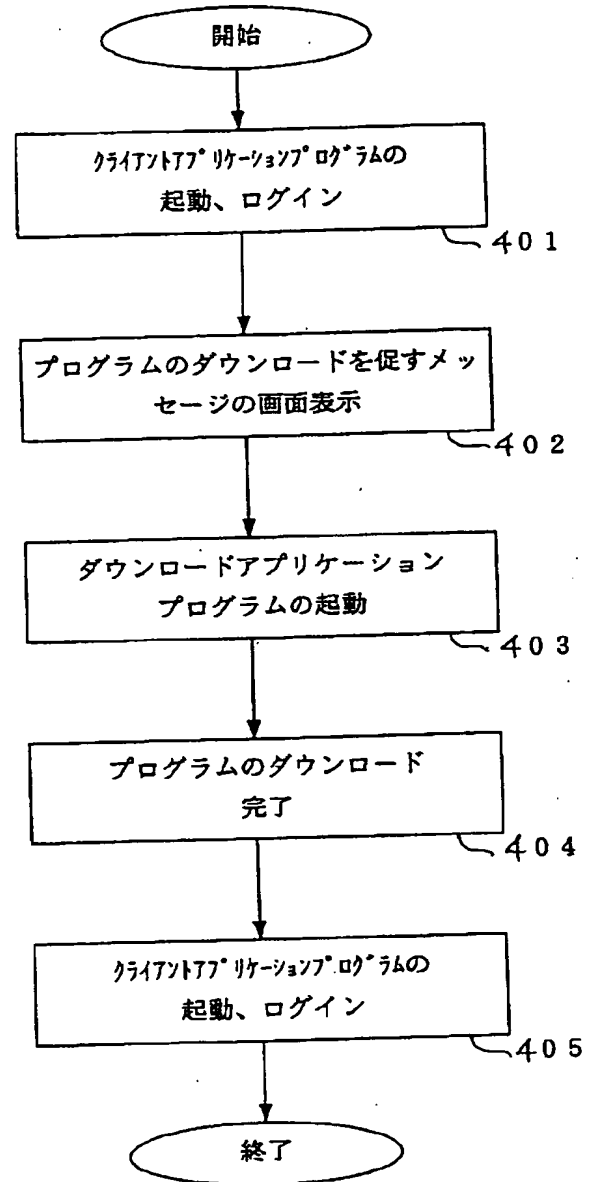 開始
ｸﾗｲｱﾝﾄｱﾌﾟﾘｹｰｼｮﾝﾌﾟﾛｸﾞﾗﾑの
起動、ログイン
401
プログラムのダウンロードを促すメッ
セージの画面表示
402
ダウンロードアプリケーション
プログラムの起動
403
プログラムのダウンロード
完了
404
ｸﾗｲｱﾝﾄｱﾌﾟﾘｹｰｼｮﾝﾌﾟﾛｸﾞﾗﾑの
起動、ログイン
405
終了